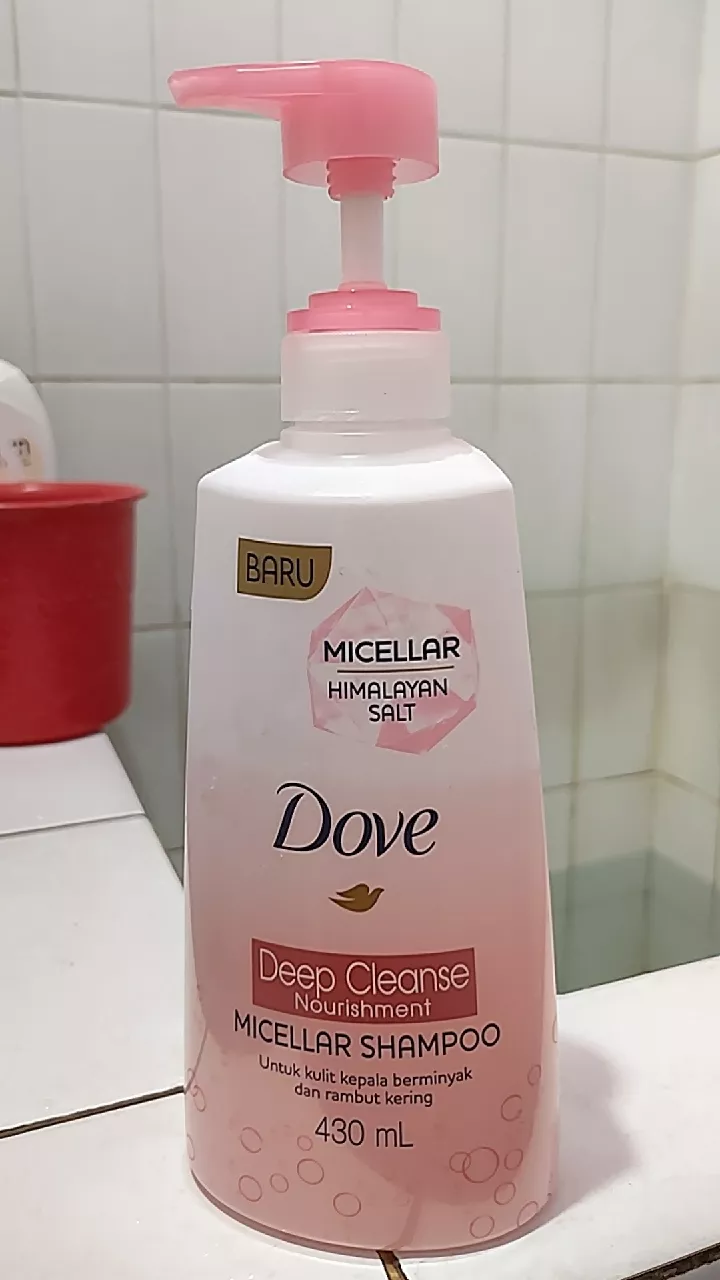 BARU
MICELLAR
HIMALAYAN
SALT
Dove
Deep Cleanse
Nourishment
MICELLAR SHAMPOO
Untuk kulit kepala berminyak
dan rambut kering
430 mL